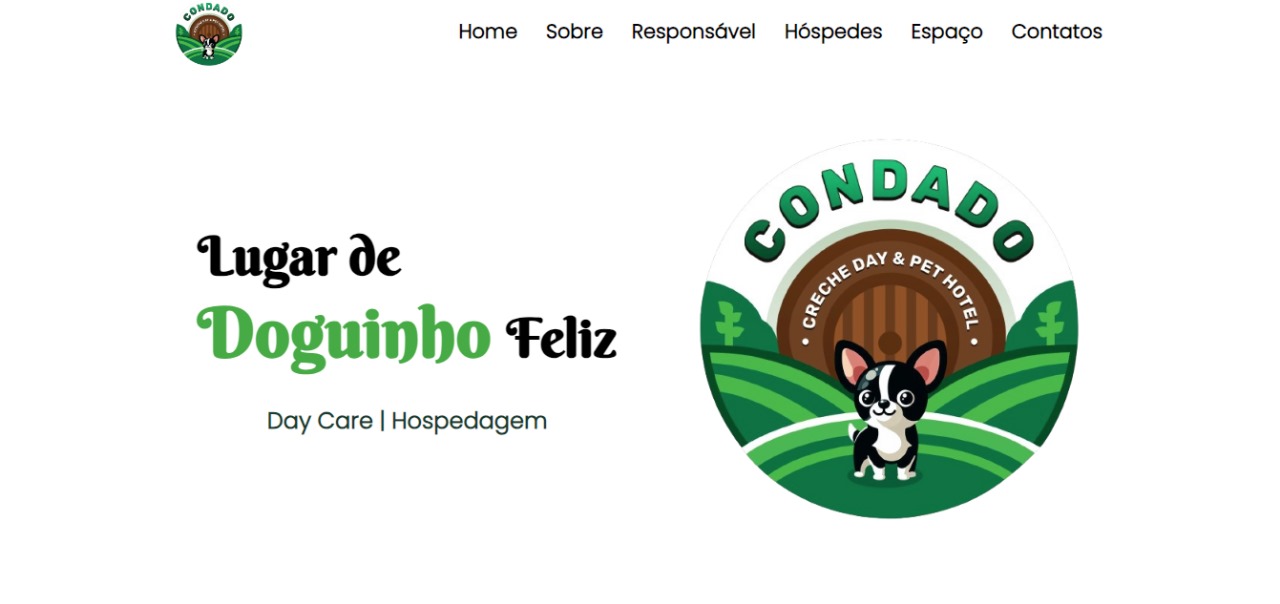 CONDADO
Home Sobre Responsável Hóspedes Espaço Contatos
Lugar de
Doguinho Feliz
Day Care | Hospedagem
CONDADO
• CRECHE DAY & PET HOTEL •